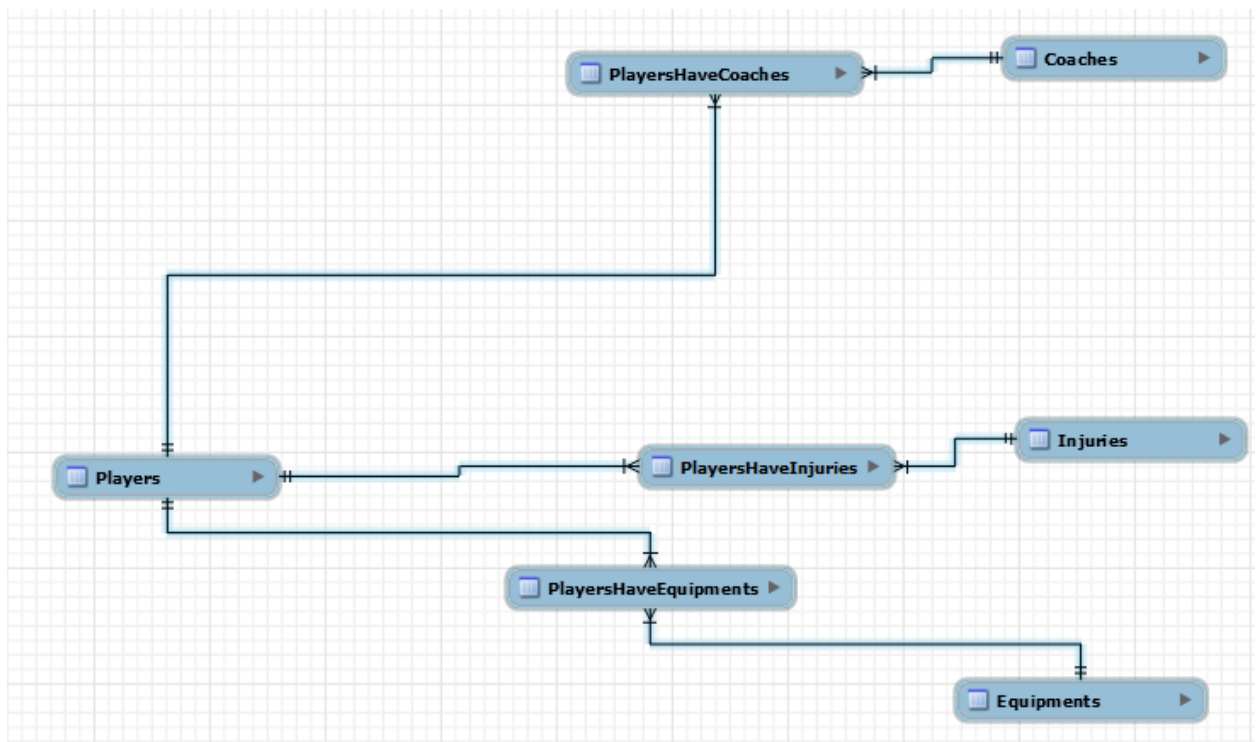 PlayersHaveCoaches
Coaches
Injuries
Players
PlayersHaveInjuries
PlayersHaveEquipments
Equipments